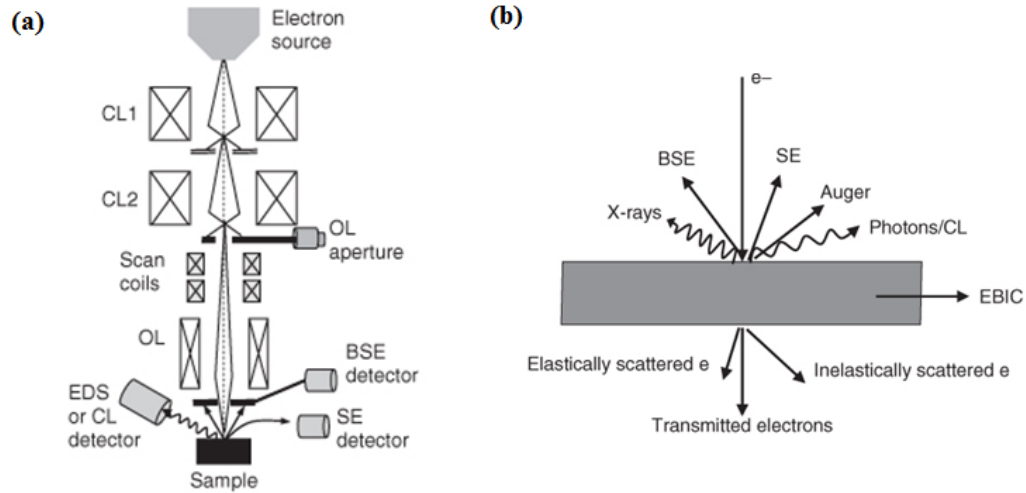 (a)
Electron
source
CL1
CL2
OL
aperture
Scan
coils
OL
BSE
detector
EDS
or CL
detector
SE
detector
Sample
(b)
e–
BSE
SE
Auger
X-rays
Photons/CL
EBIC
Elastically scattered e
Inelastically scattered e
Transmitted electrons